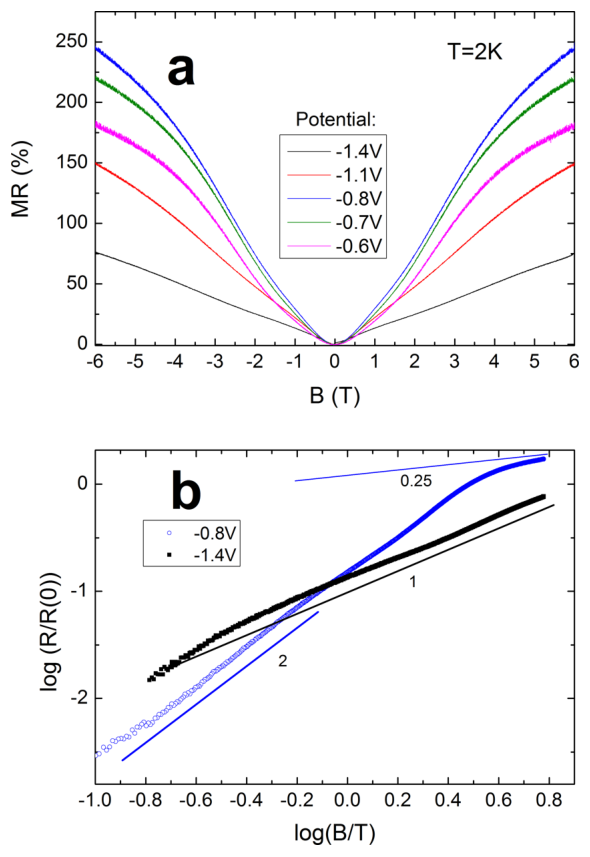 a
T=2K
Potential:
-1.4V
-1.1V
-0.8V
-0.7V
-0.6V
MR (%)
250
200
150
100
50
0
-6 -5 -4 -3 -2 -1 0 1 2 3 4 5 6
B (T)
b
0.25
-0.8V
-1.4V
1
2
log (R/R(0))
0
-1
-2
-1.0 -0.8 -0.6 -0.4 -0.2 0.0 0.2 0.4 0.6 0.8
log(B/T)